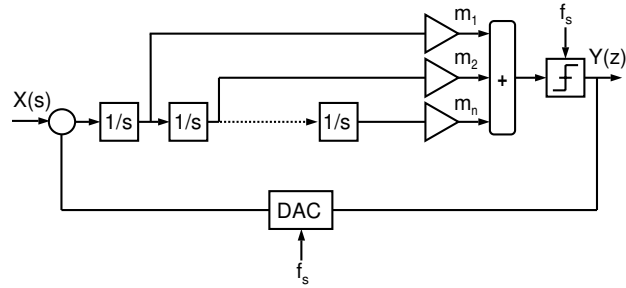 m₁
fₛ
m₂
Y(z)
X(s)
+
1/s
1/s
1/s
mₙ
DAC
fₛ